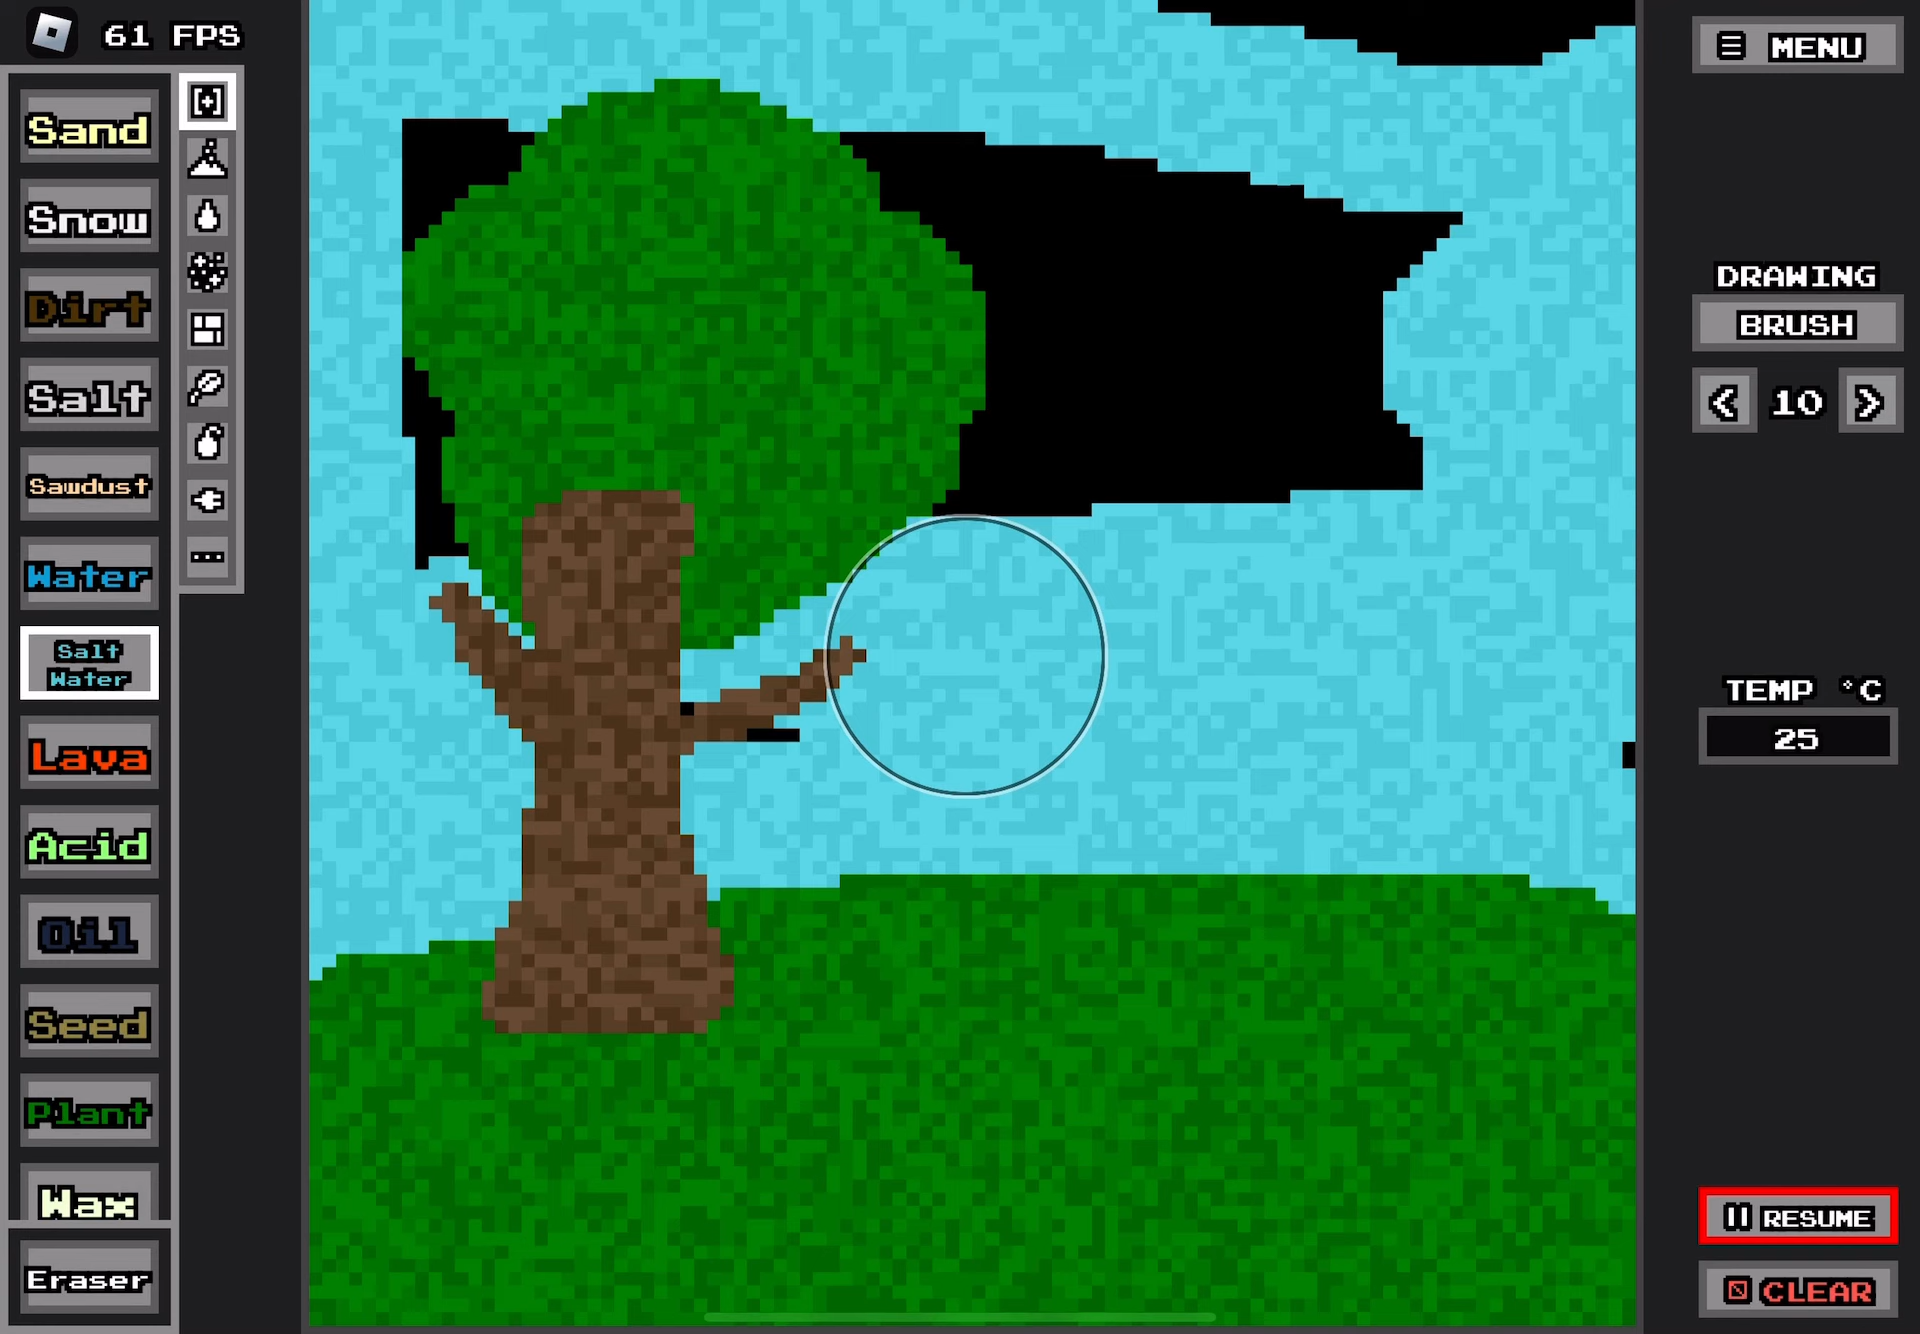 61 FPS
Sand
Snow
Dirt
Salt
Sawdust
Water
Salt
Water
Lava
Acid
Oil
Seed
Plant
Wax
Eraser
MENU
DRAWING
BRUSH
10
TEMP °C
25
RESUME
CLEAR